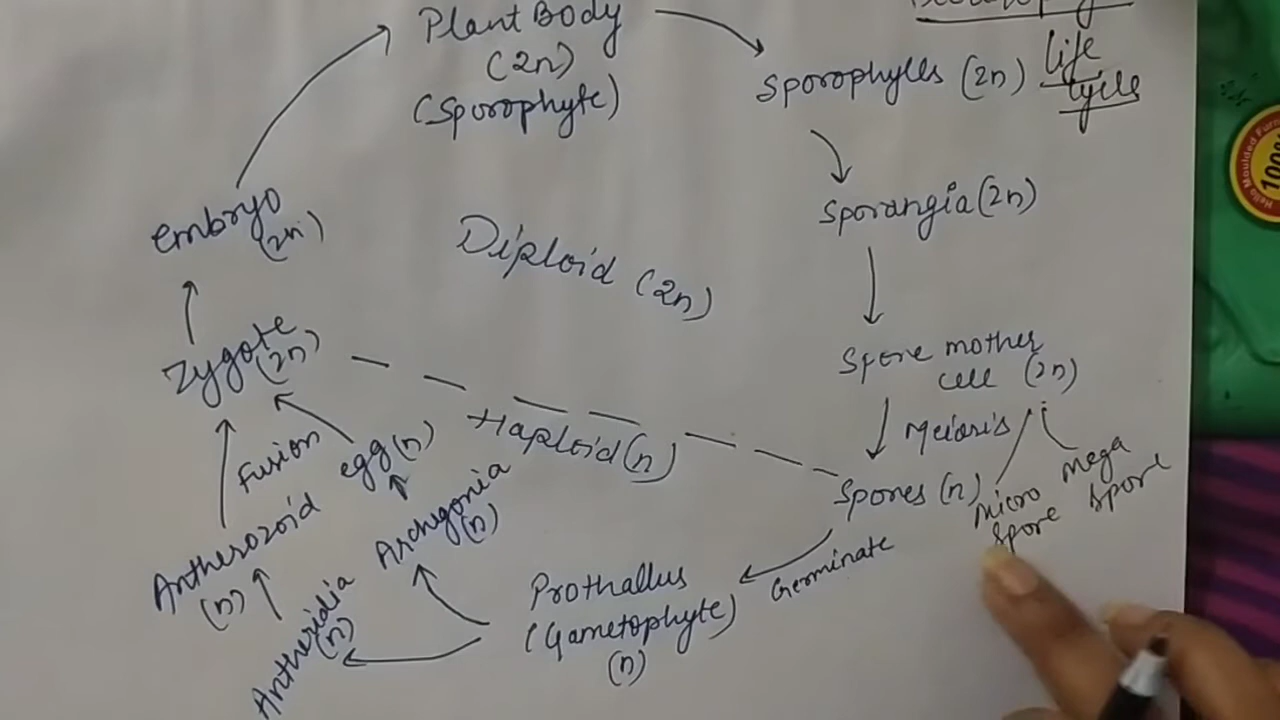 Plant Body
(2n)
(Sporophyte)
Sporophylls (2n)
life
cycle
Sporangia (2n)
Spore mother
cell (2n)
Meiosis
Spores (n)
Micro
spore
Mega
spore
Germinate
Prothallus
(Gametophyte)
(n)
Archegonia
(n)
egg (n)
Antheridia
(n)
Antherozoid
(n)
Fusion
Zygote
(2n)
embryo
(2n)
Diploid (2n)
Haploid (n)
100%